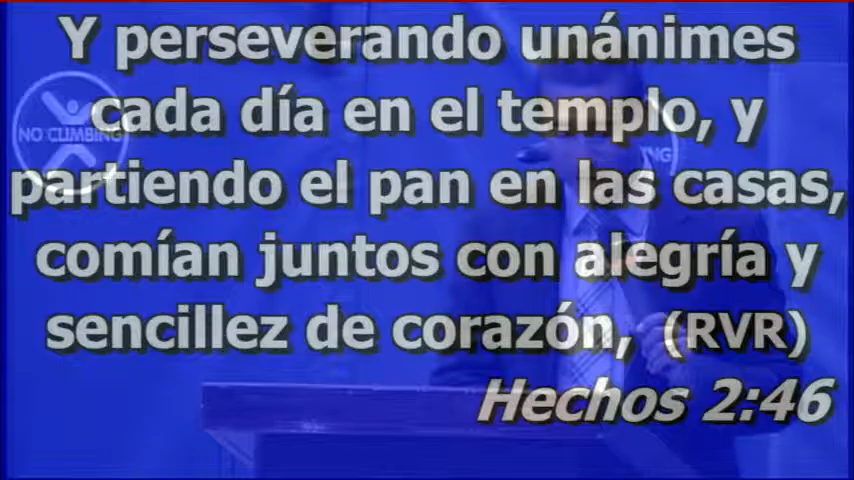 Y perseverando unánimes
cada día en el templo, y
partiendo el pan en las casas,
comían juntos con alegría y
sencillez de corazón, (RVR)
Hechos 2:46
NO CLIMBING
NG